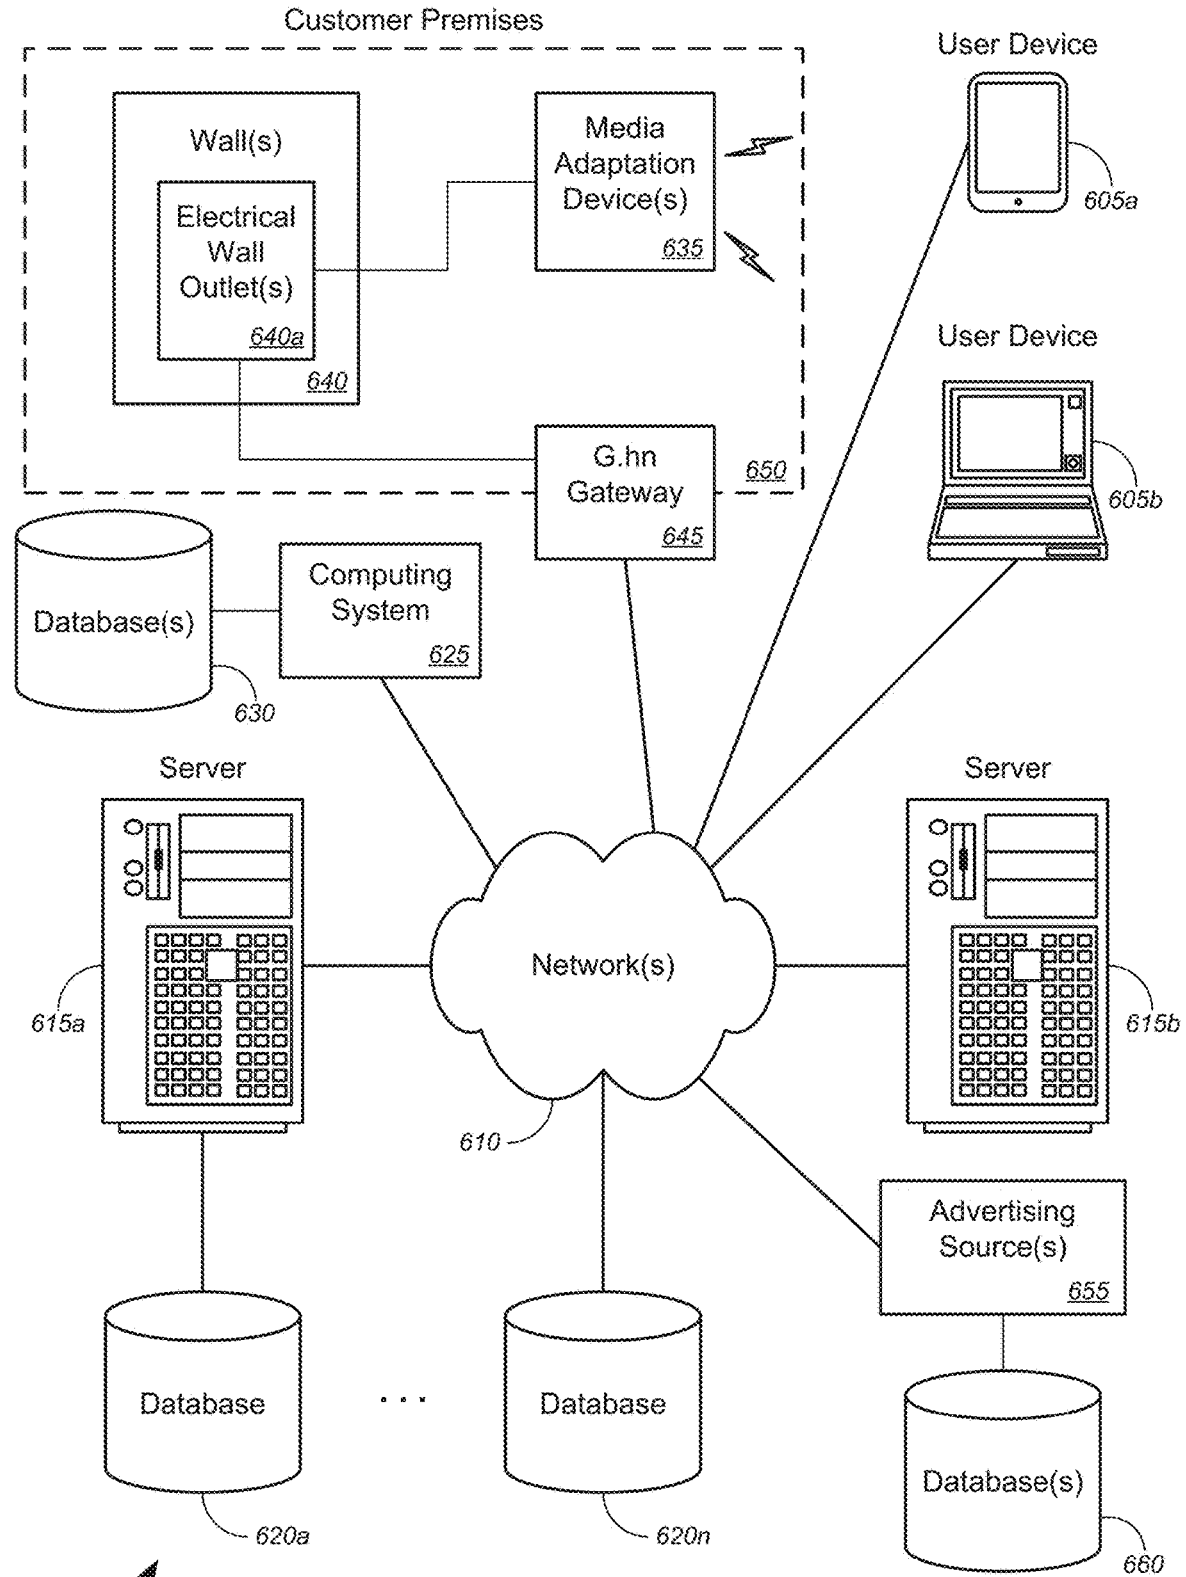 Customer Premises
User Device
Wall(s)
Media
Adaptation
Device(s)
635
Electrical
Wall
Outlet(s)
640a
640
605a
User Device
G.hn
Gateway
645
650
605b
Computing
System
625
Database(s)
630
Server
Server
Network(s)
615a
615b
610
Advertising
Source(s)
655
Database
. . .
Database
Database(s)
620a
620n
660